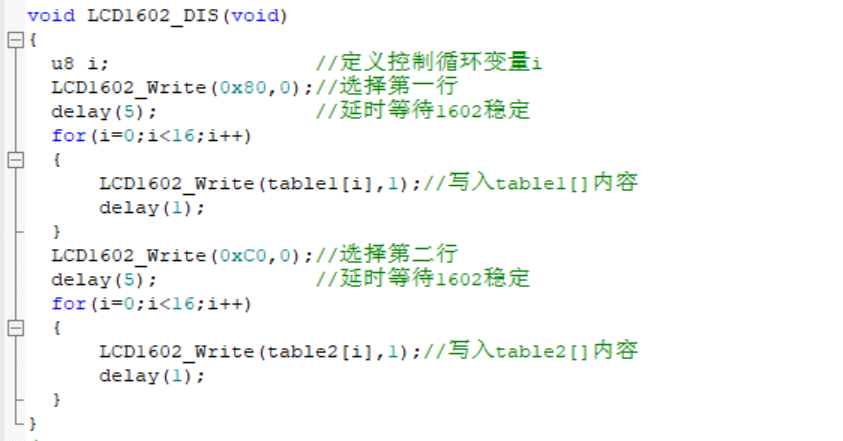 void LCD1602_DIS(void)
{
u8 i; //定义控制循环变量i
LCD1602_Write(0x80,0);//选择第一行
delay(5); //延时等待1602稳定
for(i=0;i<16;i++)
{
LCD1602_Write(table1[i],1);//写入table1[]内容
delay(1);
}
LCD1602_Write(0xC0,0);//选择第二行
delay(5); //延时等待1602稳定
for(i=0;i<16;i++)
{
LCD1602_Write(table2[i],1);//写入table2[]内容
delay(1);
}
}